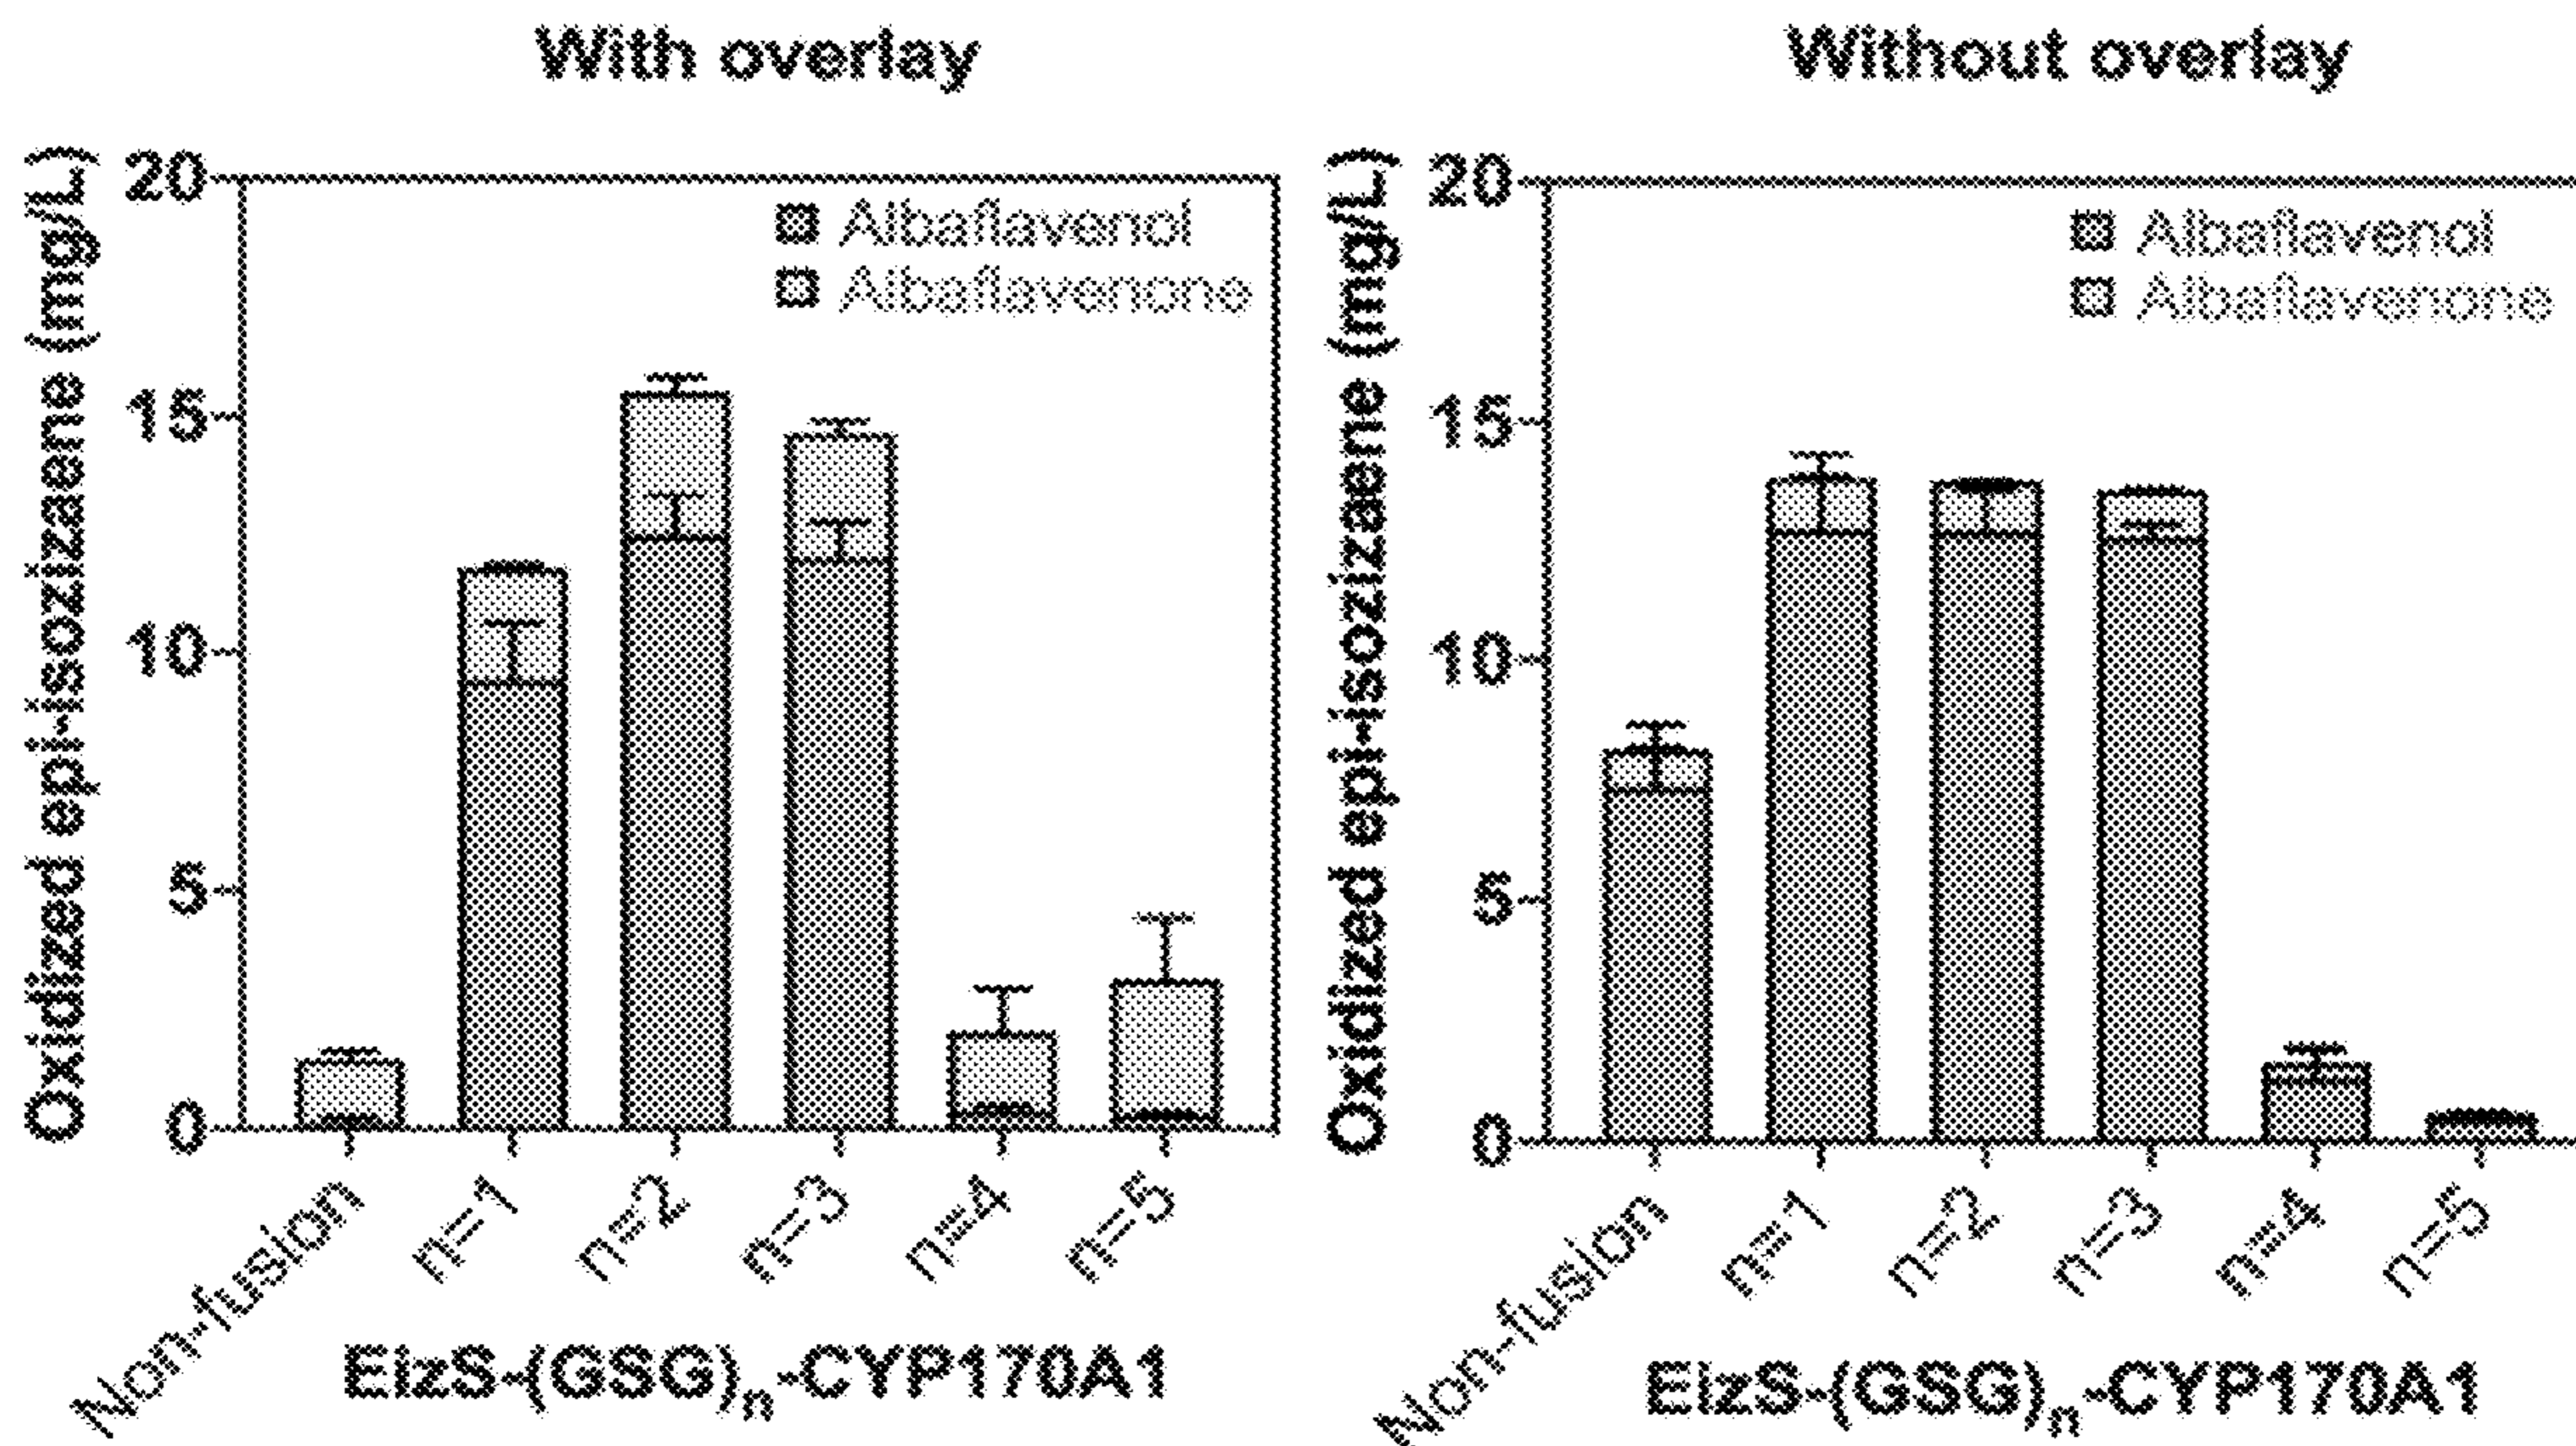 With overlay
Oxidized epi-isozizaene (mg/L)
20
15
10
5
0
Albaflavenol
Albaflavenone
Non-fusion
n=1
n=2
n=3
n=4
n=5
EizS-(GSG)n-CYP170A1
Without overlay
Oxidized epi-isozizaene (mg/L)
20
15
10
5
0
Albaflavenol
Albaflavenone
Non-fusion
n=1
n=2
n=3
n=4
n=5
EizS-(GSG)n-CYP170A1